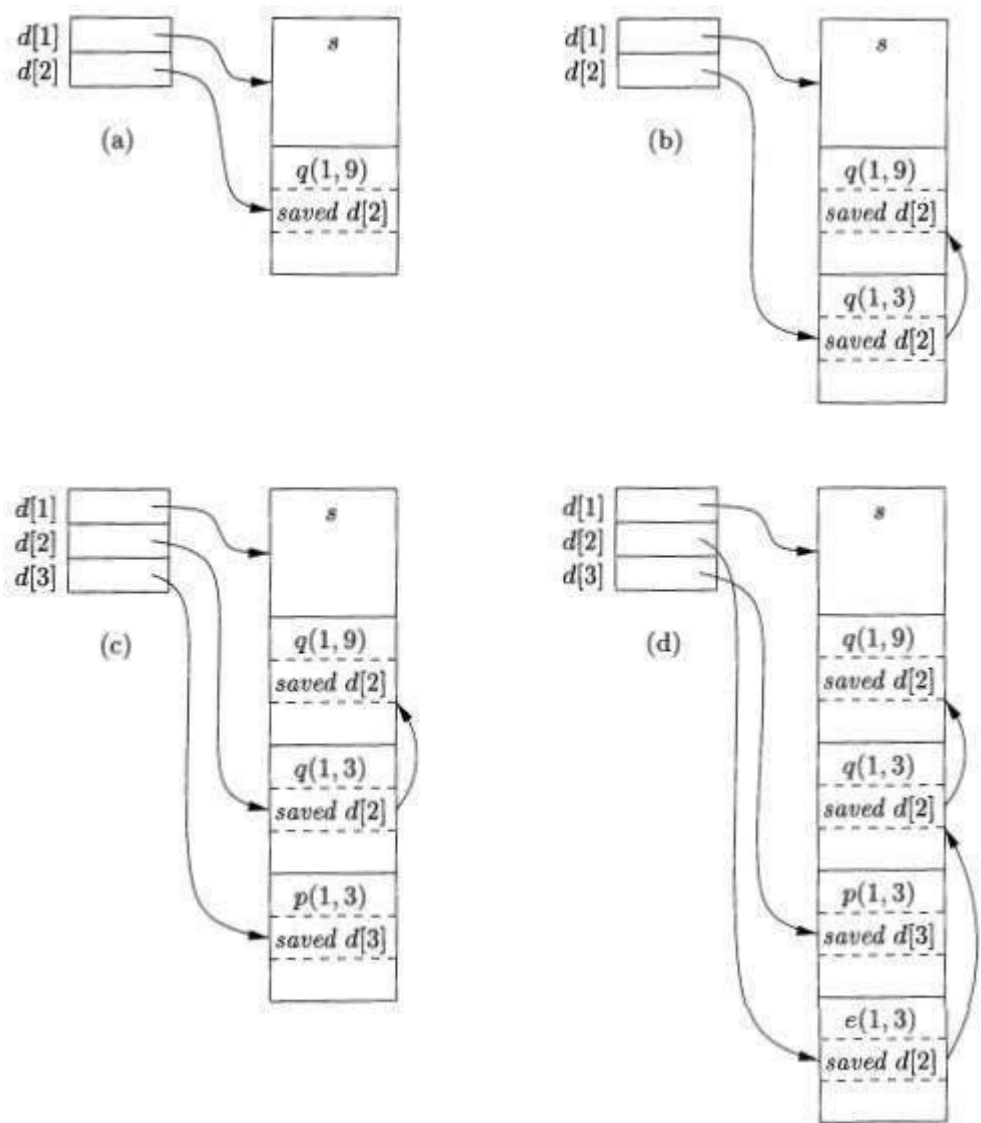 d[1]
d[2]
s
(a)
q(1,9)
saved d[2]
d[1]
d[2]
s
(b)
q(1,9)
saved d[2]
q(1,3)
saved d[2]
d[1]
d[2]
d[3]
s
(c)
q(1,9)
saved d[2]
q(1,3)
saved d[2]
p(1,3)
saved d[3]
d[1]
d[2]
d[3]
s
(d)
q(1,9)
saved d[2]
q(1,3)
saved d[2]
p(1,3)
saved d[3]
e(1,3)
saved d[2]